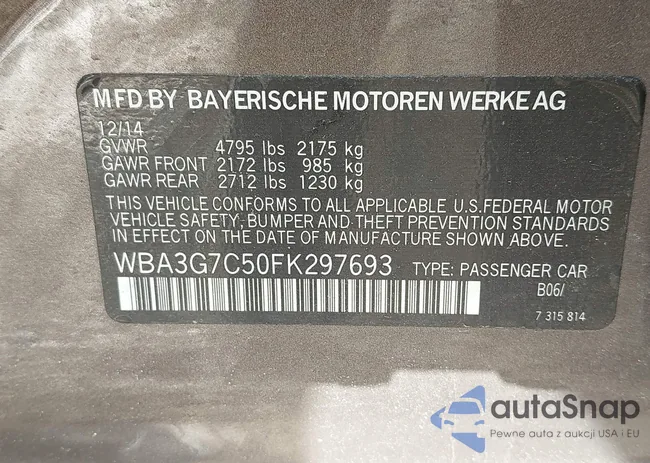 MFD BY BAYERISCHE MOTOREN WERKE AG
12/14
GVWR 4795 lbs 2175 kg
GAWR FRONT 2172 lbs 985 kg
GAWR REAR 2712 lbs 1230 kg
THIS VEHICLE CONFORMS TO ALL APPLICABLE U.S.FEDERAL MOTOR
VEHICLE SAFETY, BUMPER AND THEFT PREVENTION STANDARDS
IN EFFECT ON THE DATE OF MANUFACTURE SHOWN ABOVE.
WBA3G7C50FK297693 TYPE: PASSENGER CAR
B06/
7 315 814
autaSnap
Pewne auta z aukcji USA i EU